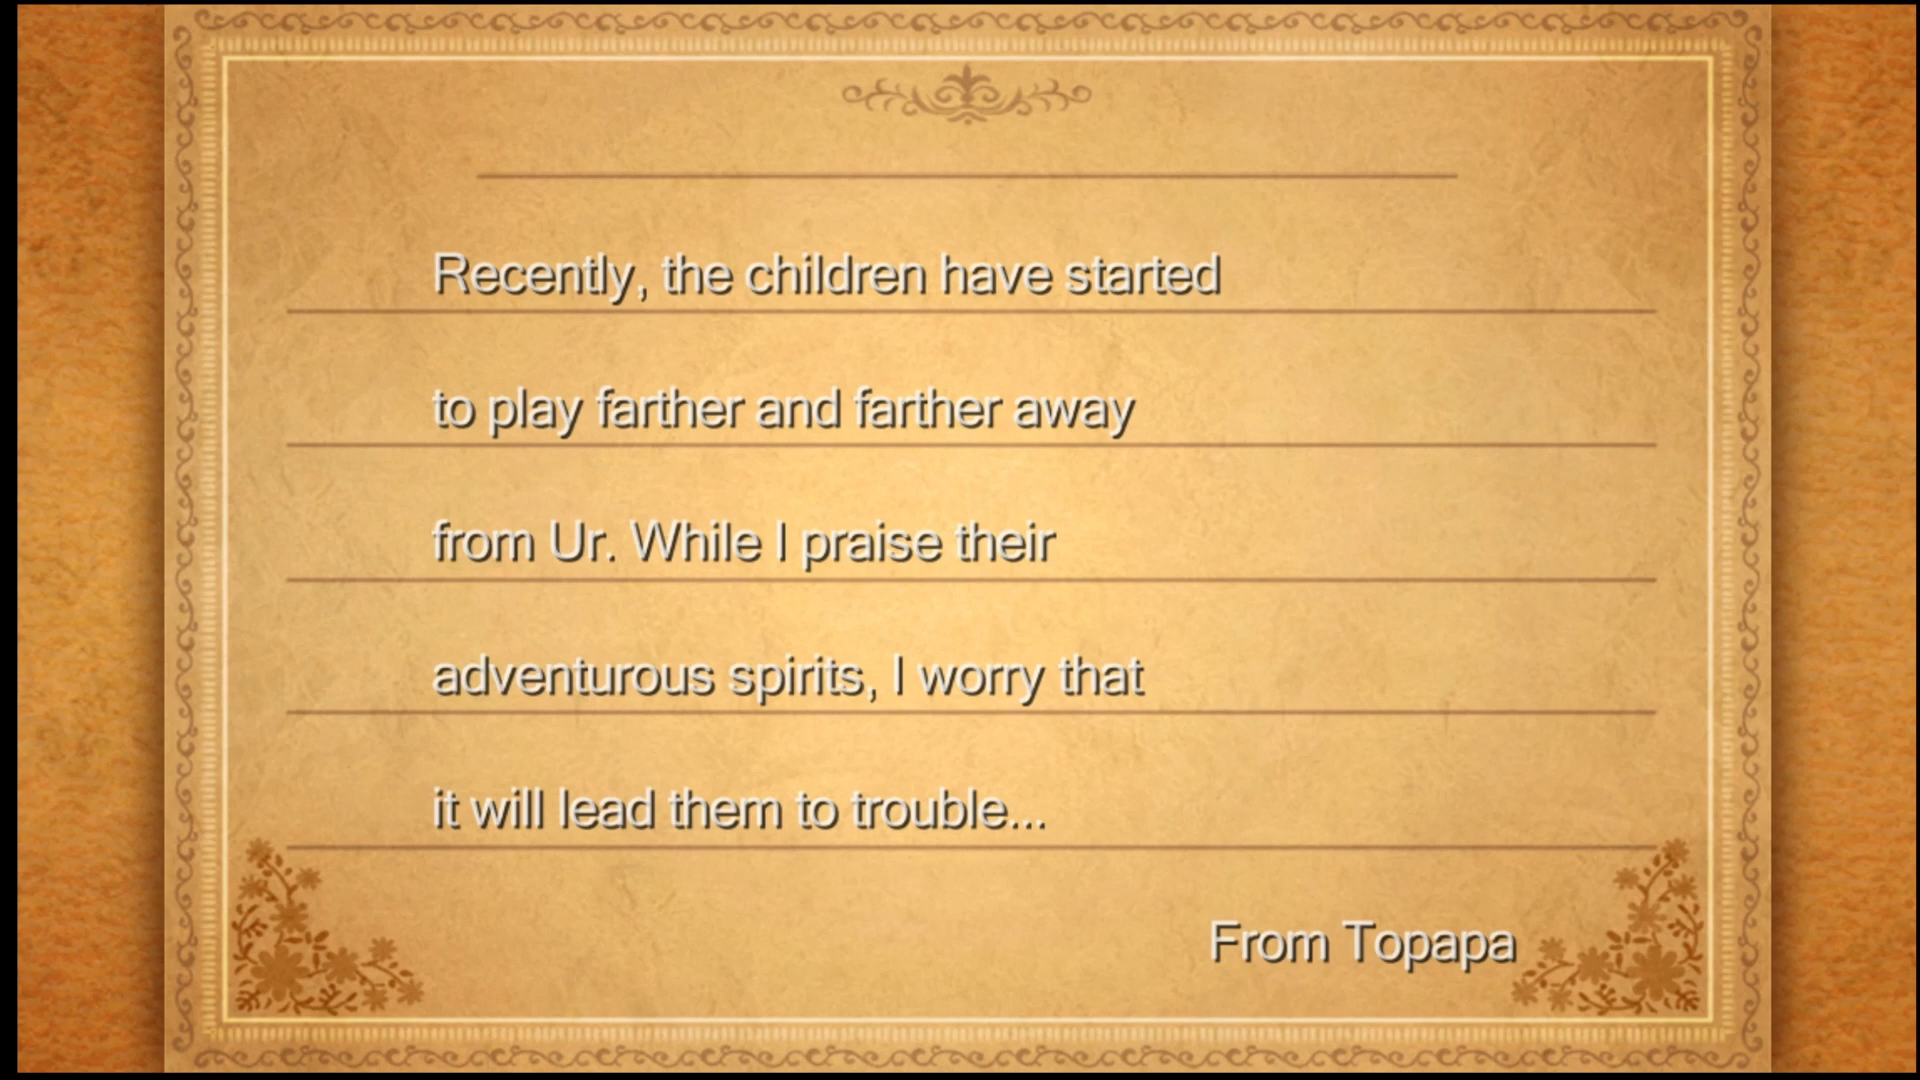 Recently, the children have started
to play farther and farther away
from Ur. While I praise their
adventurous spirits, I worry that
it will lead them to trouble...
From Topapa